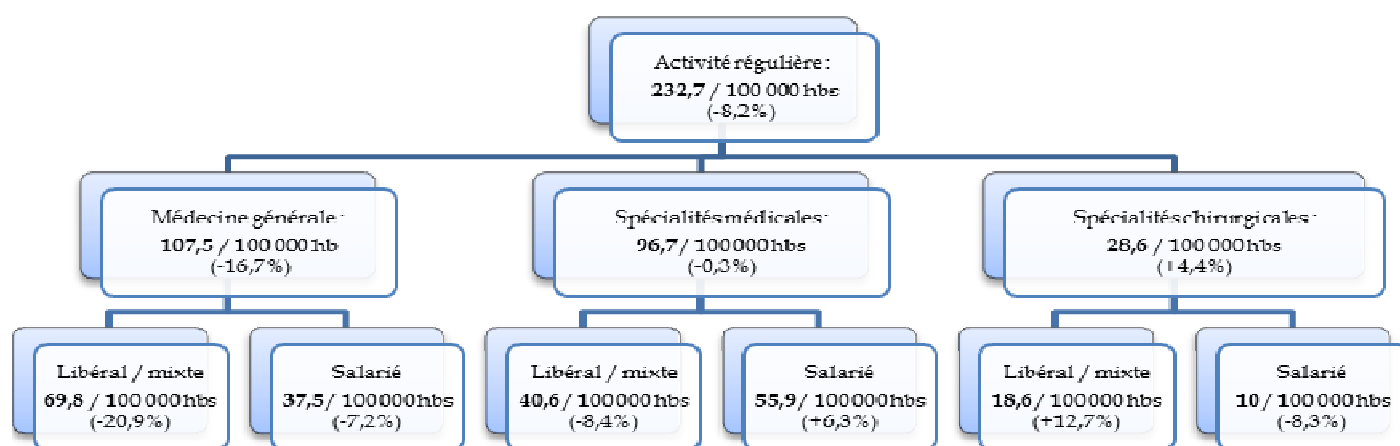 Activité régulière :
232,7 / 100 000 hbs
(-8,2%)
Médecine générale :
107,5 / 100 000 hb
(-16,7%)
Spécialités médicales:
96,7 / 100000 hbs
(-0,3%)
Spécialités chirurgicales :
28,6 / 100 000 hbs
(+4,4%)
Libéral / mixte
69,8 / 100 000 hbs
(-20,9%)
Salarié
37,5 / 100000 hbs
(-7,2%)
Libéral / mixte
40,6 / 100000 hbs
(-8,4%)
Salarié
55,9 / 100000 hbs
(+6,3%)
Libéral / mixte
18,6 / 100000 hbs
(+12,7%)
Salarié
10 / 100 000 hbs
(-8,3%)